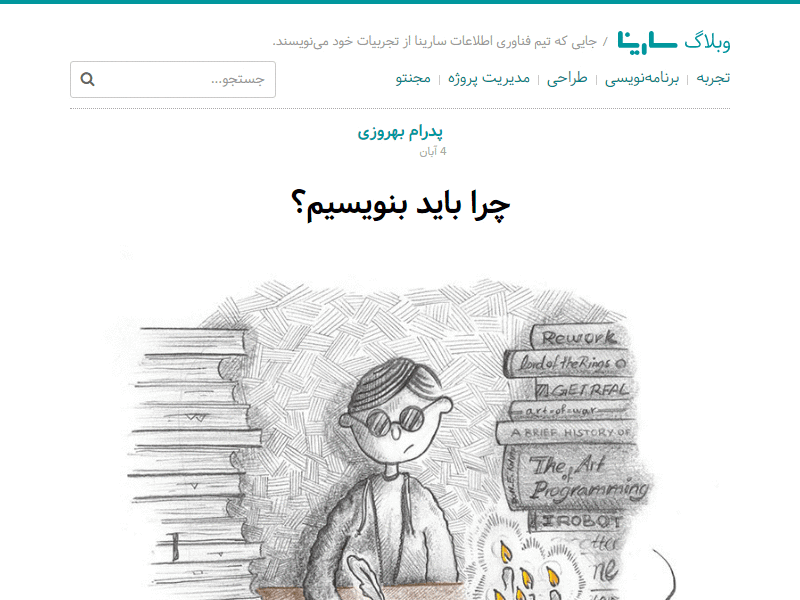 وبلاگ سارینا / جایی که تیم فناوری اطلاعات سارینا از تجربیات خود می‌نویسند.
تجربه | برنامه‌نویسی | طراحی | مدیریت پروژه | مجنتو
جستجو...
پدرام بهروزی
4 آبان
چرا باید بنویسیم؟
Rework
Lord of the Rings
GET REAL
art-of-war
A BRIEF HISTORY OF
The Art
of
Programming
I ROBOT